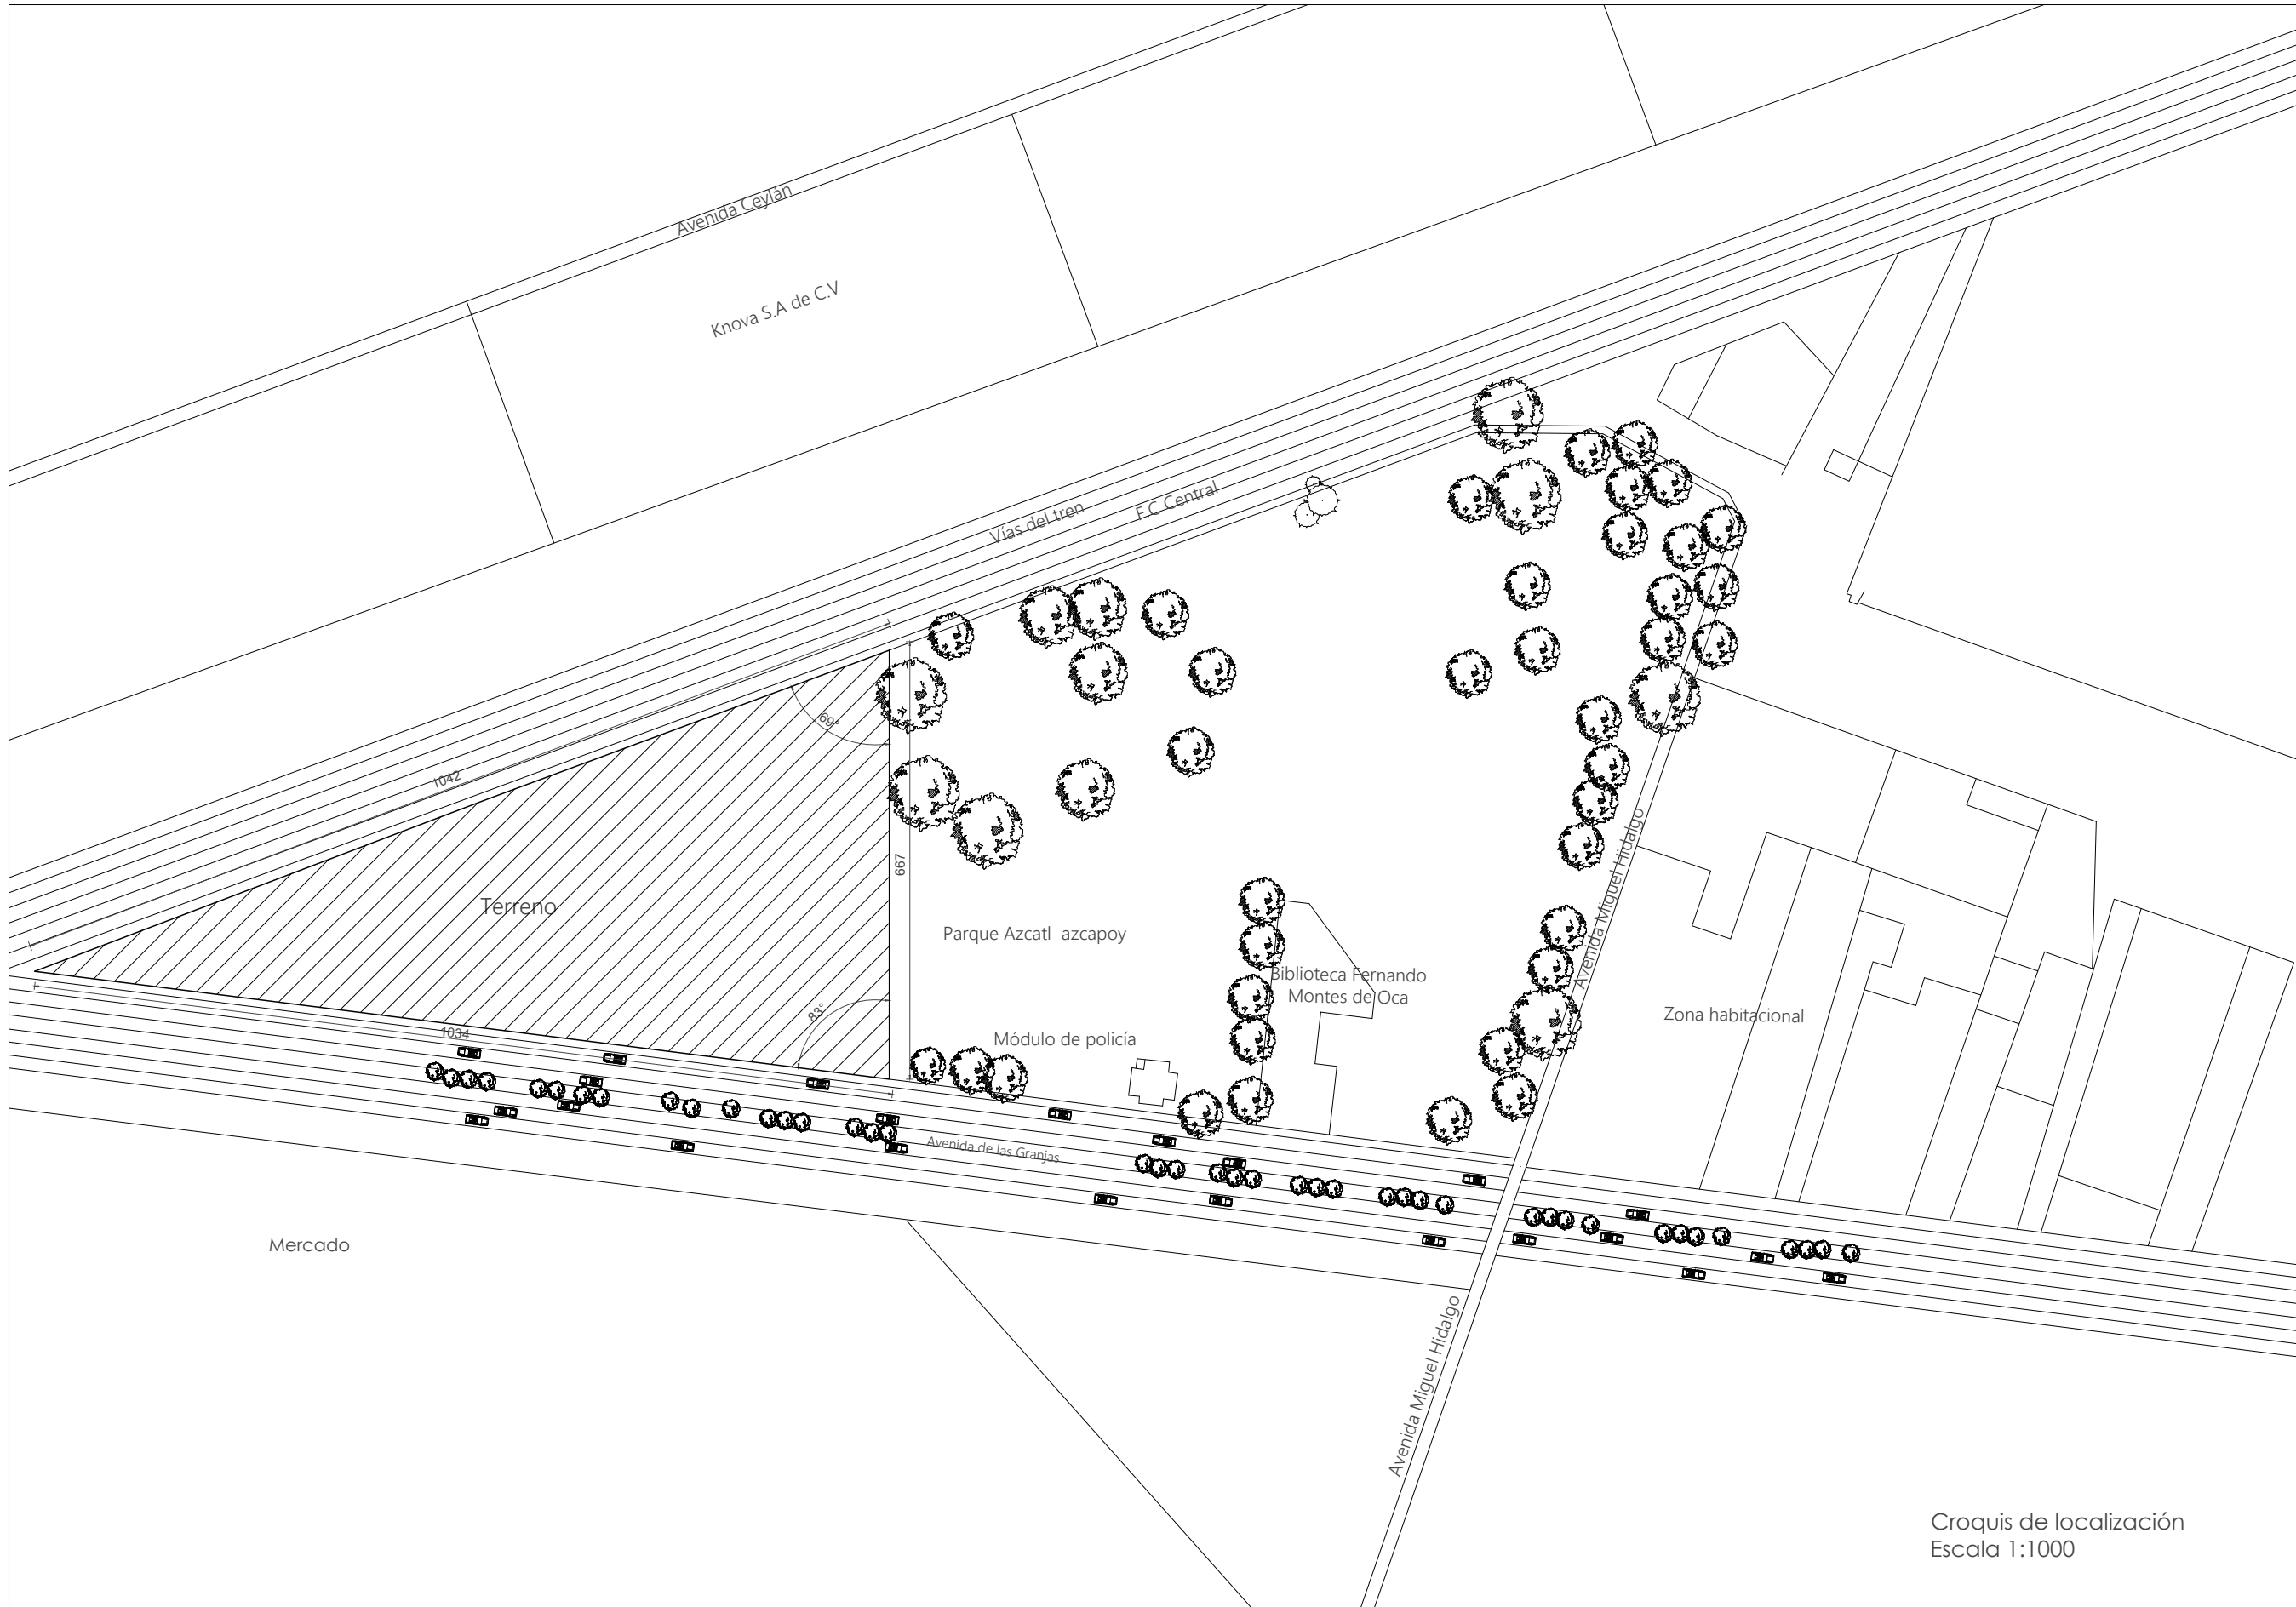 Avenida Ceylán
Knova S.A de C.V
F.C Central
Vías del tren
69°
1042
667
Terreno
Parque Azcatl azcapoy
Biblioteca Fernando
Montes de Oca
Avenida Miguel Hidalgo
Zona habitacional
83°
1034
Módulo de policía
Avenida de las Granjas
Mercado
Avenida Miguel Hidalgo
Croquis de localización
Escala 1:1000